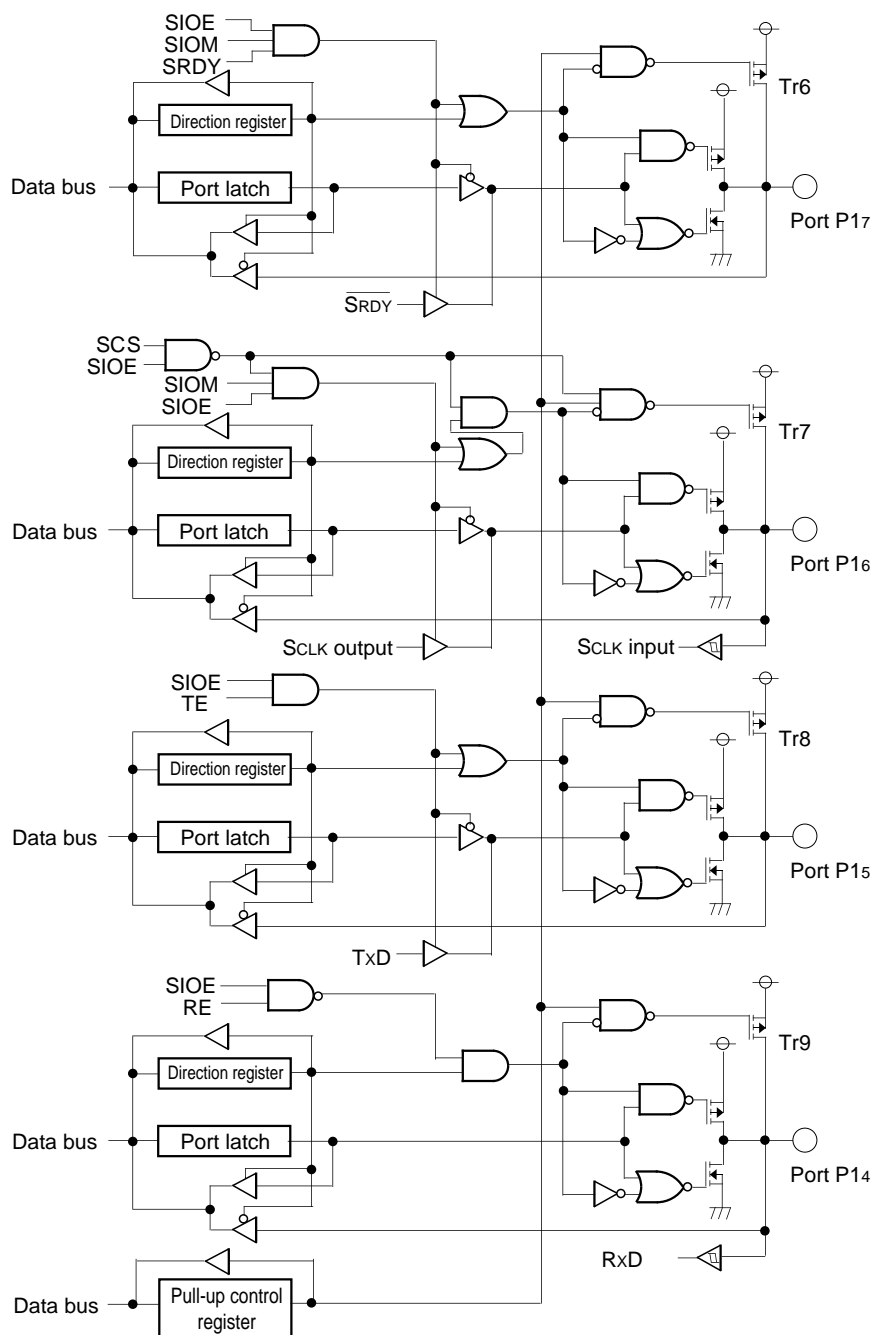 SIOE
SIOM
SRDY
Direction register
Data bus
Port latch
Tr6
Port P17
SRDY
SCS
SIOE
SIOM
SIOE
Direction register
Data bus
Port latch
Tr7
Port P16
SCLK output
SCLK input
SIOE
TE
Direction register
Data bus
Port latch
Tr8
Port P15
TxD
SIOE
RE
Direction register
Data bus
Port latch
Tr9
Port P14
RxD
Data bus
Pull-up control
register